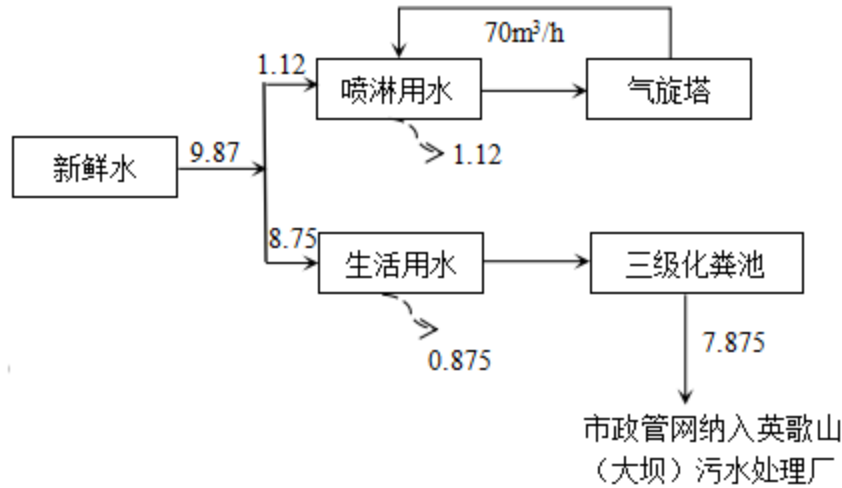 70m³/h
1.12
喷淋用水
气旋塔
9.87
新鲜水
1.12
8.75
生活用水
三级化粪池
0.875
7.875
市政管网纳入英歌山
（大坝）污水处理厂